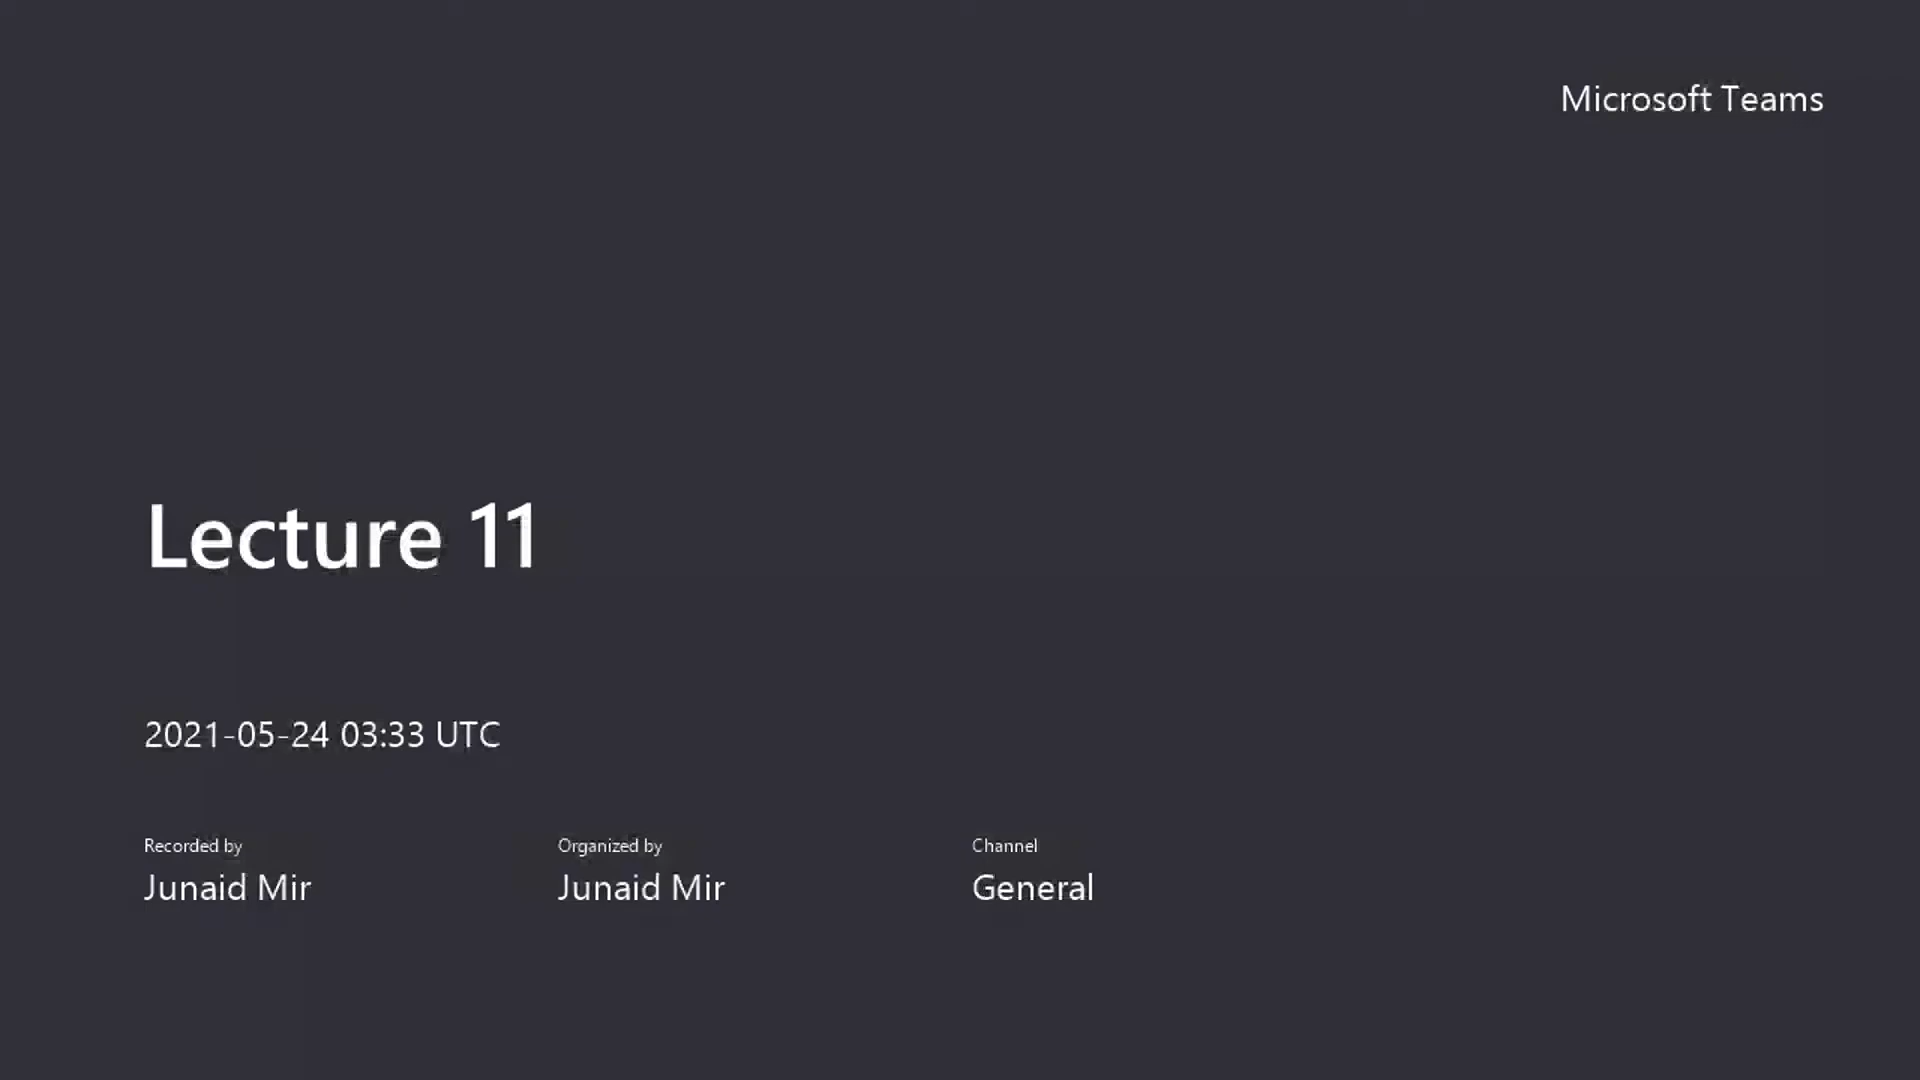 Microsoft Teams
Lecture 11
2021-05-24 03:33 UTC
Recorded by
Junaid Mir
Organized by
Junaid Mir
Channel
General